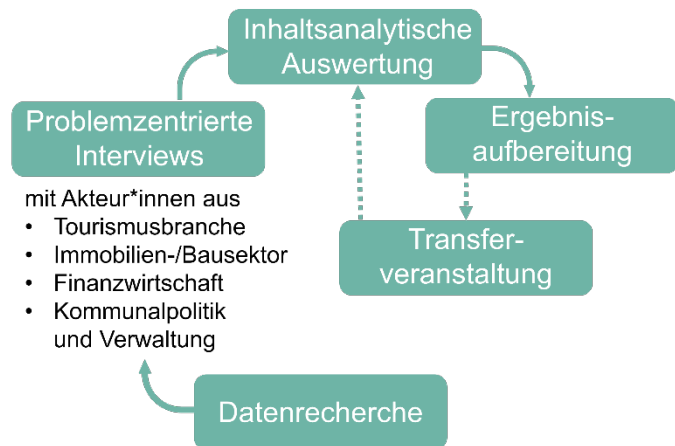 Inhaltsanalytische
Auswertung
Problemzentrierte
Interviews
Ergebnis-
aufbereitung
mit Akteur*innen aus
• Tourismusbranche
• Immobilien-/Bausektor
• Finanzwirtschaft
• Kommunalpolitik
und Verwaltung
Transfer-
veranstaltung
Datenrecherche